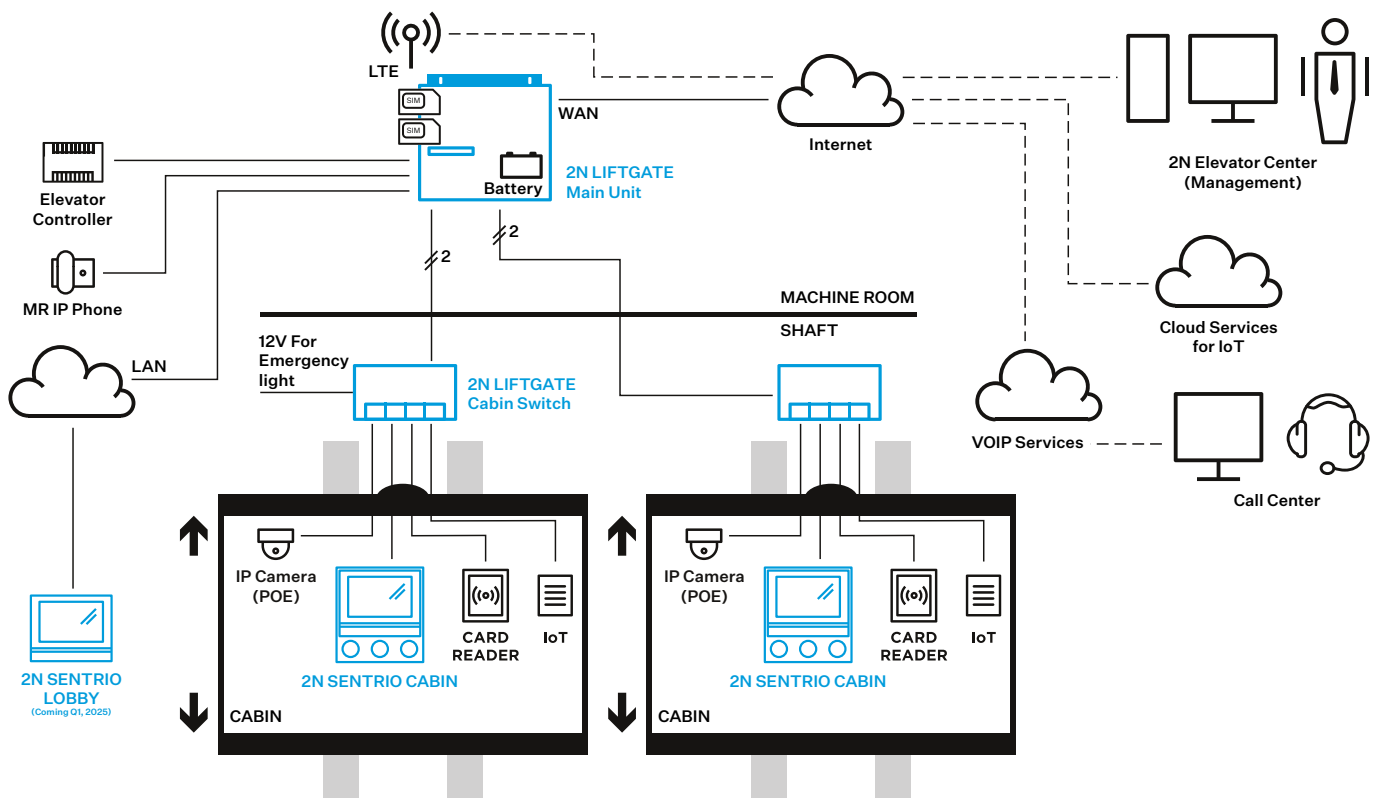 LTE
SIM
SIM
WAN
Battery
2N LIFTGATE
Main Unit
Internet
2N Elevator Center
(Management)
Elevator
Controller
MR IP Phone
LAN
2
2
MACHINE ROOM
SHAFT
12V For
Emergency
light
2N LIFTGATE
Cabin Switch
Cloud Services
for IoT
VOIP Services
Call Center
IP Camera
(POE)
2N SENTRIO CABIN
CARD
READER
IoT
CABIN
IP Camera
(POE)
2N SENTRIO CABIN
CARD
READER
IoT
CABIN
2N SENTRIO
LOBBY
(Coming Q1, 2025)